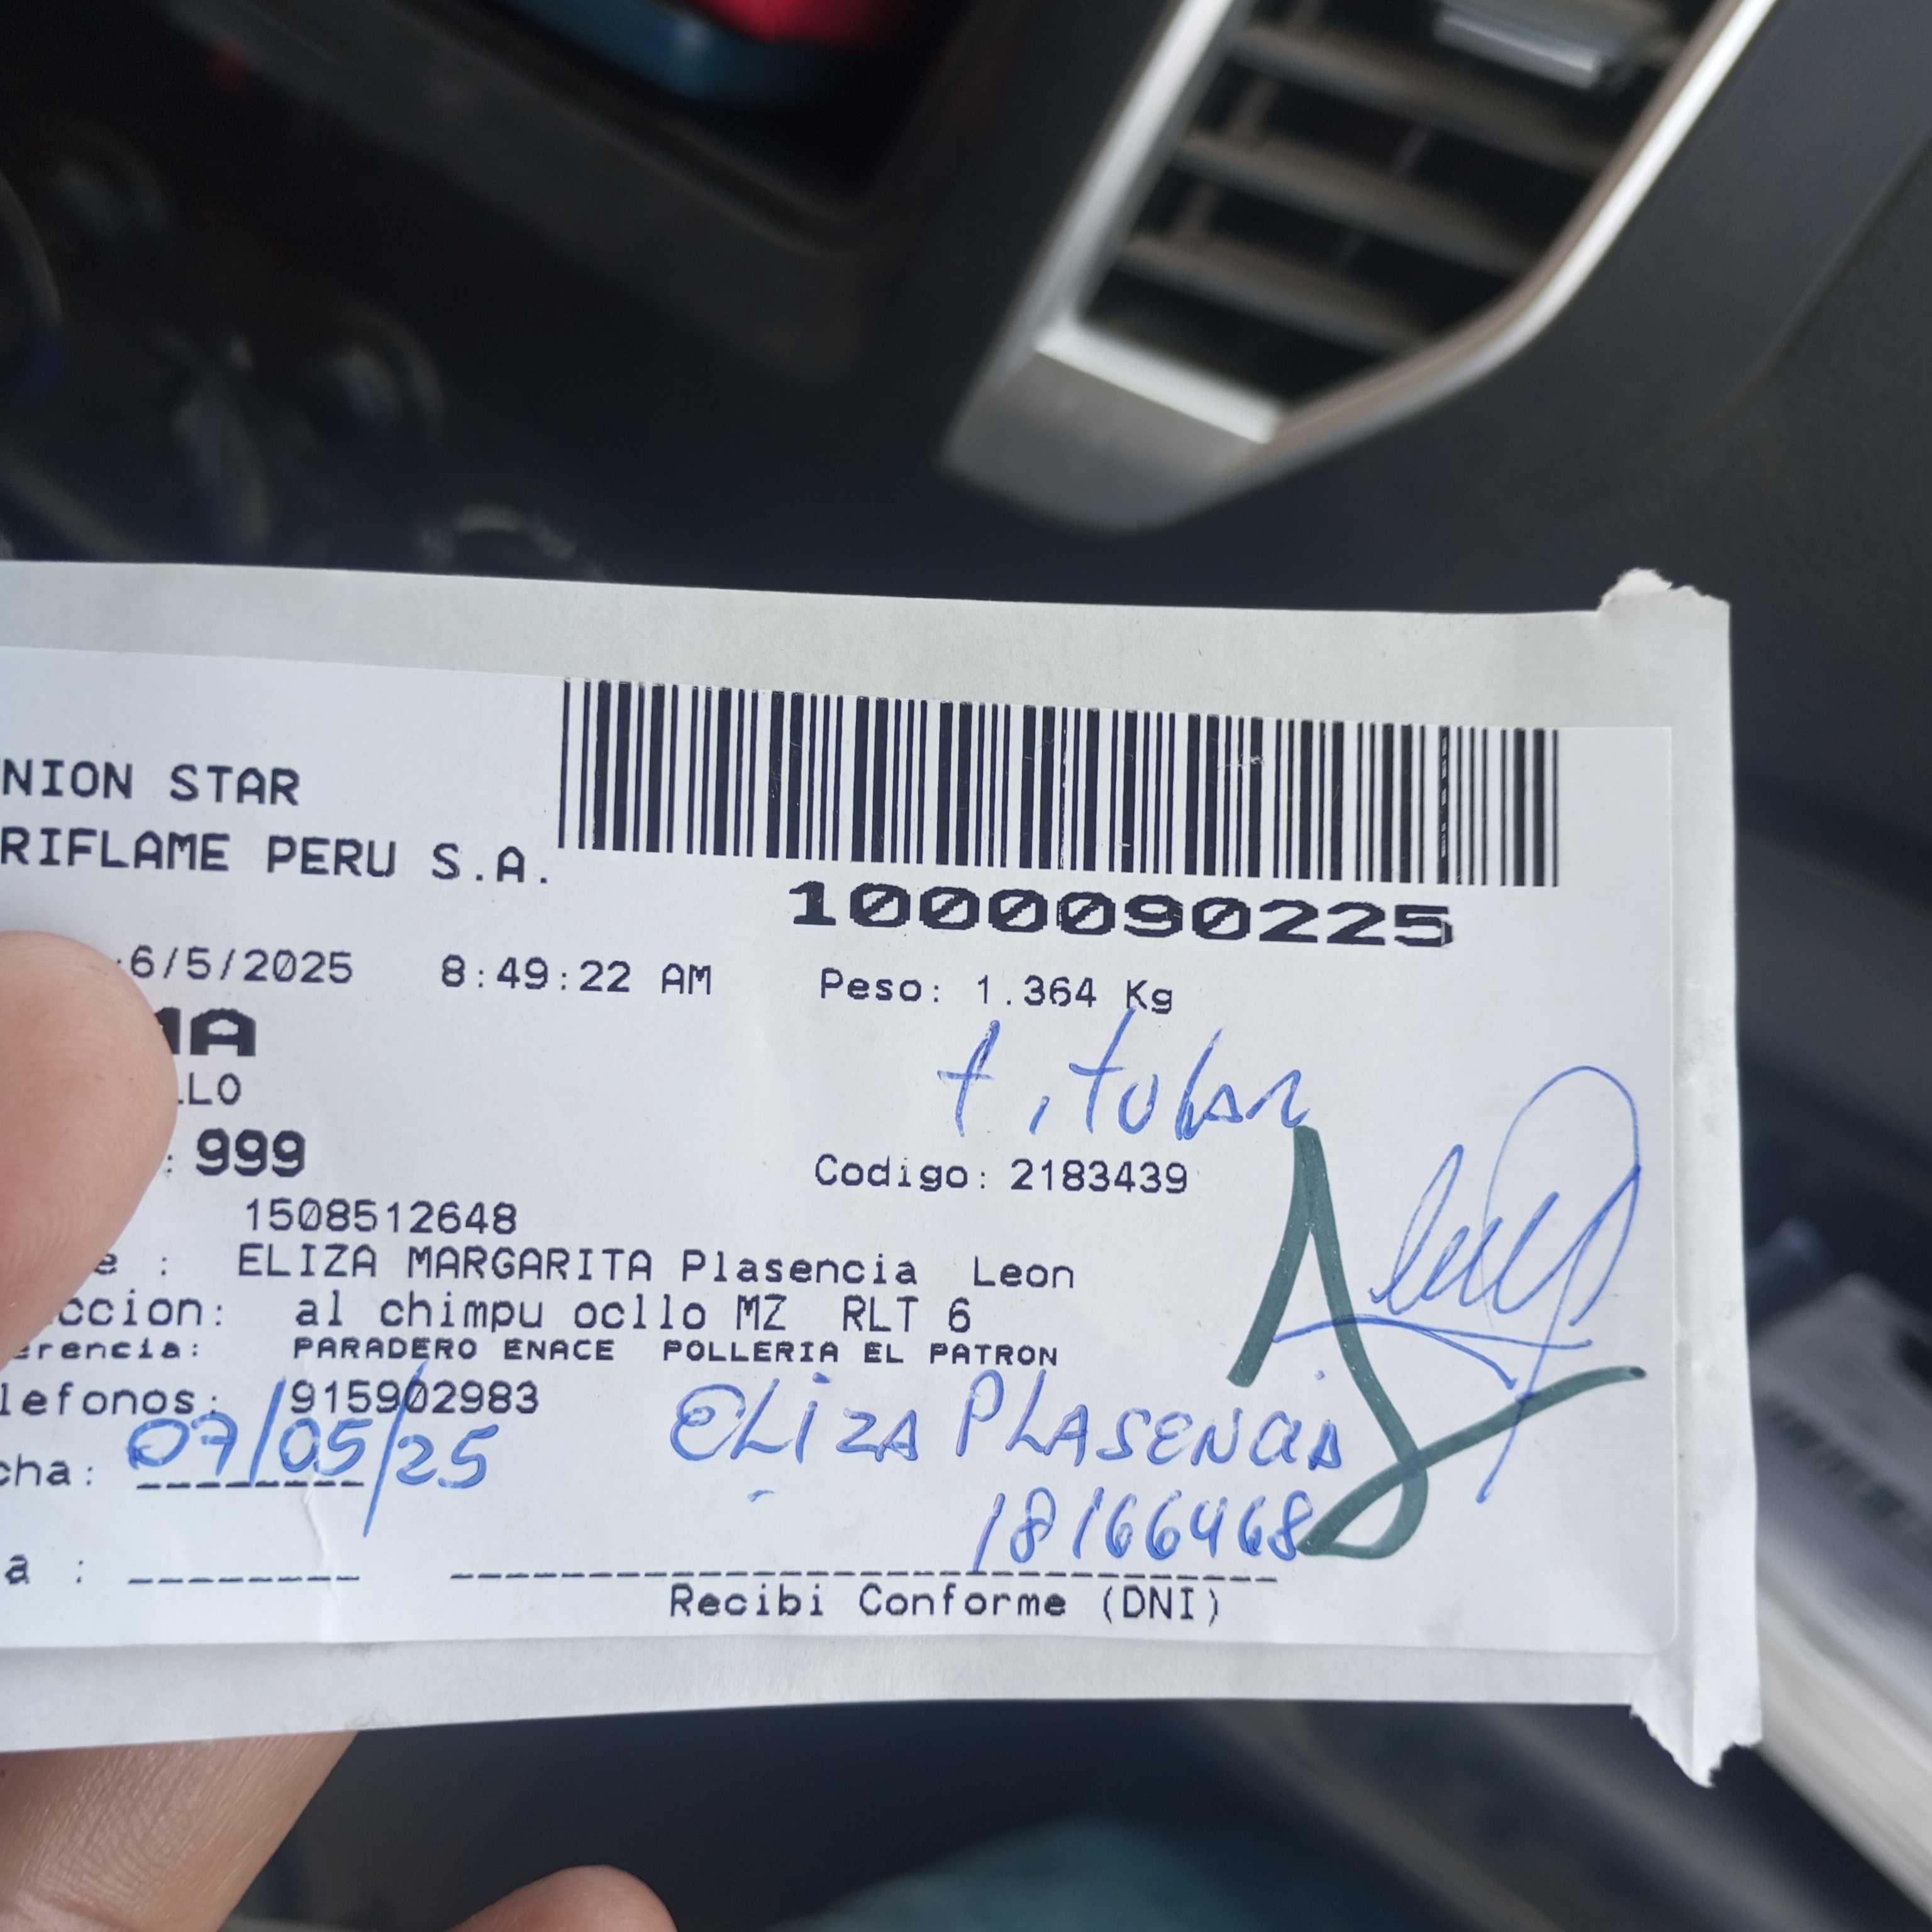 NION STAR
RIFLAME PERU S.A.
1000090225
6/5/2025 8:49:22 AM Peso: 1.364 Kg
MA
titular
LLO
: 999
Codigo: 2183439
1508512648
e : ELIZA MARGARITA Plasencia Leon
ccion: al chimpu ocllo MZ RLT 6
erencia: PARADERO ENACE POLLERIA EL PATRON
lefonos: 915902983
cha: 07/05/25 ELIZA PLASENCIA
18166468
a :
Recibi Conforme (DNI)